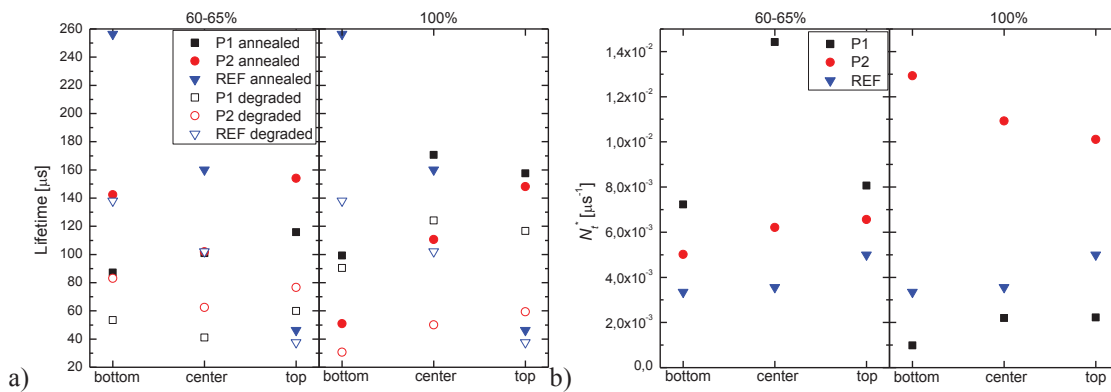 60-65%
100%
260
240
220
200
180
160
140
120
100
80
60
40
20
Lifetime [µs]
P1 annealed
P2 annealed
REF annealed
P1 degraded
P2 degraded
REF degraded
bottom
center
top
bottom
center
top
a)
60-65%
100%
1,4x10-2
1,2x10-2
1,0x10-2
8,0x10-3
6,0x10-3
4,0x10-3
2,0x10-3
0,0
Nt* [µs-1]
P1
P2
REF
bottom
center
top
bottom
center
top
b)